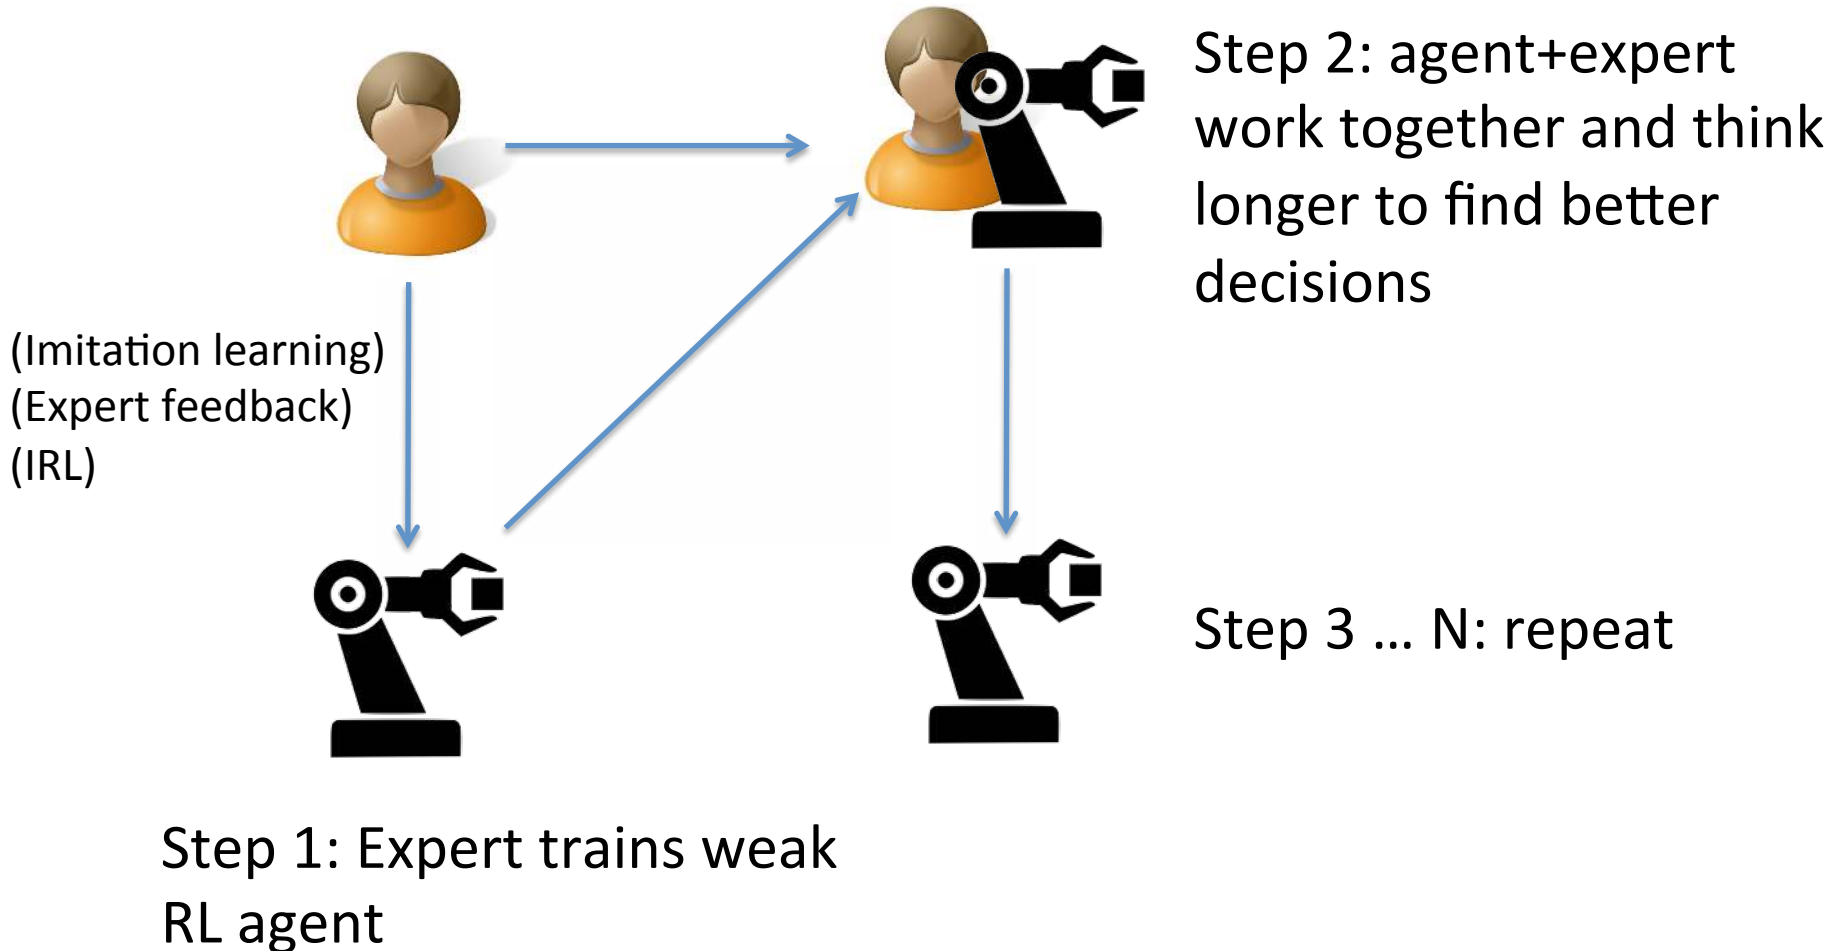 Step 2: agent+expert
work together and think
longer to find better
decisions
(Imitation learning)
(Expert feedback)
(IRL)
Step 3 ... N: repeat
Step 1: Expert trains weak
RL agent